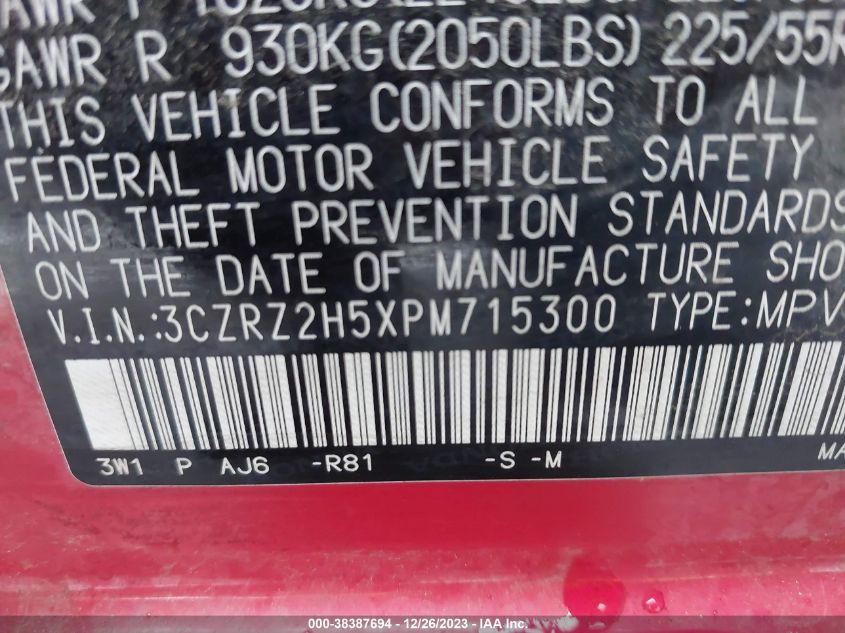 GAWR R 930KG(2050LBS) 225/55R
THIS VEHICLE CONFORMS TO ALL
FEDERAL MOTOR VEHICLE SAFETY
AND THEFT PREVENTION STANDARDS
ON THE DATE OF MANUFACTURE SHO
V.I.N.:3CZRZ2H5XPM715300 TYPE:MPV
3W1 P AJ6 -R81 -S -M MA
000-38387694 - 12/26/2023 - IAA Inc.